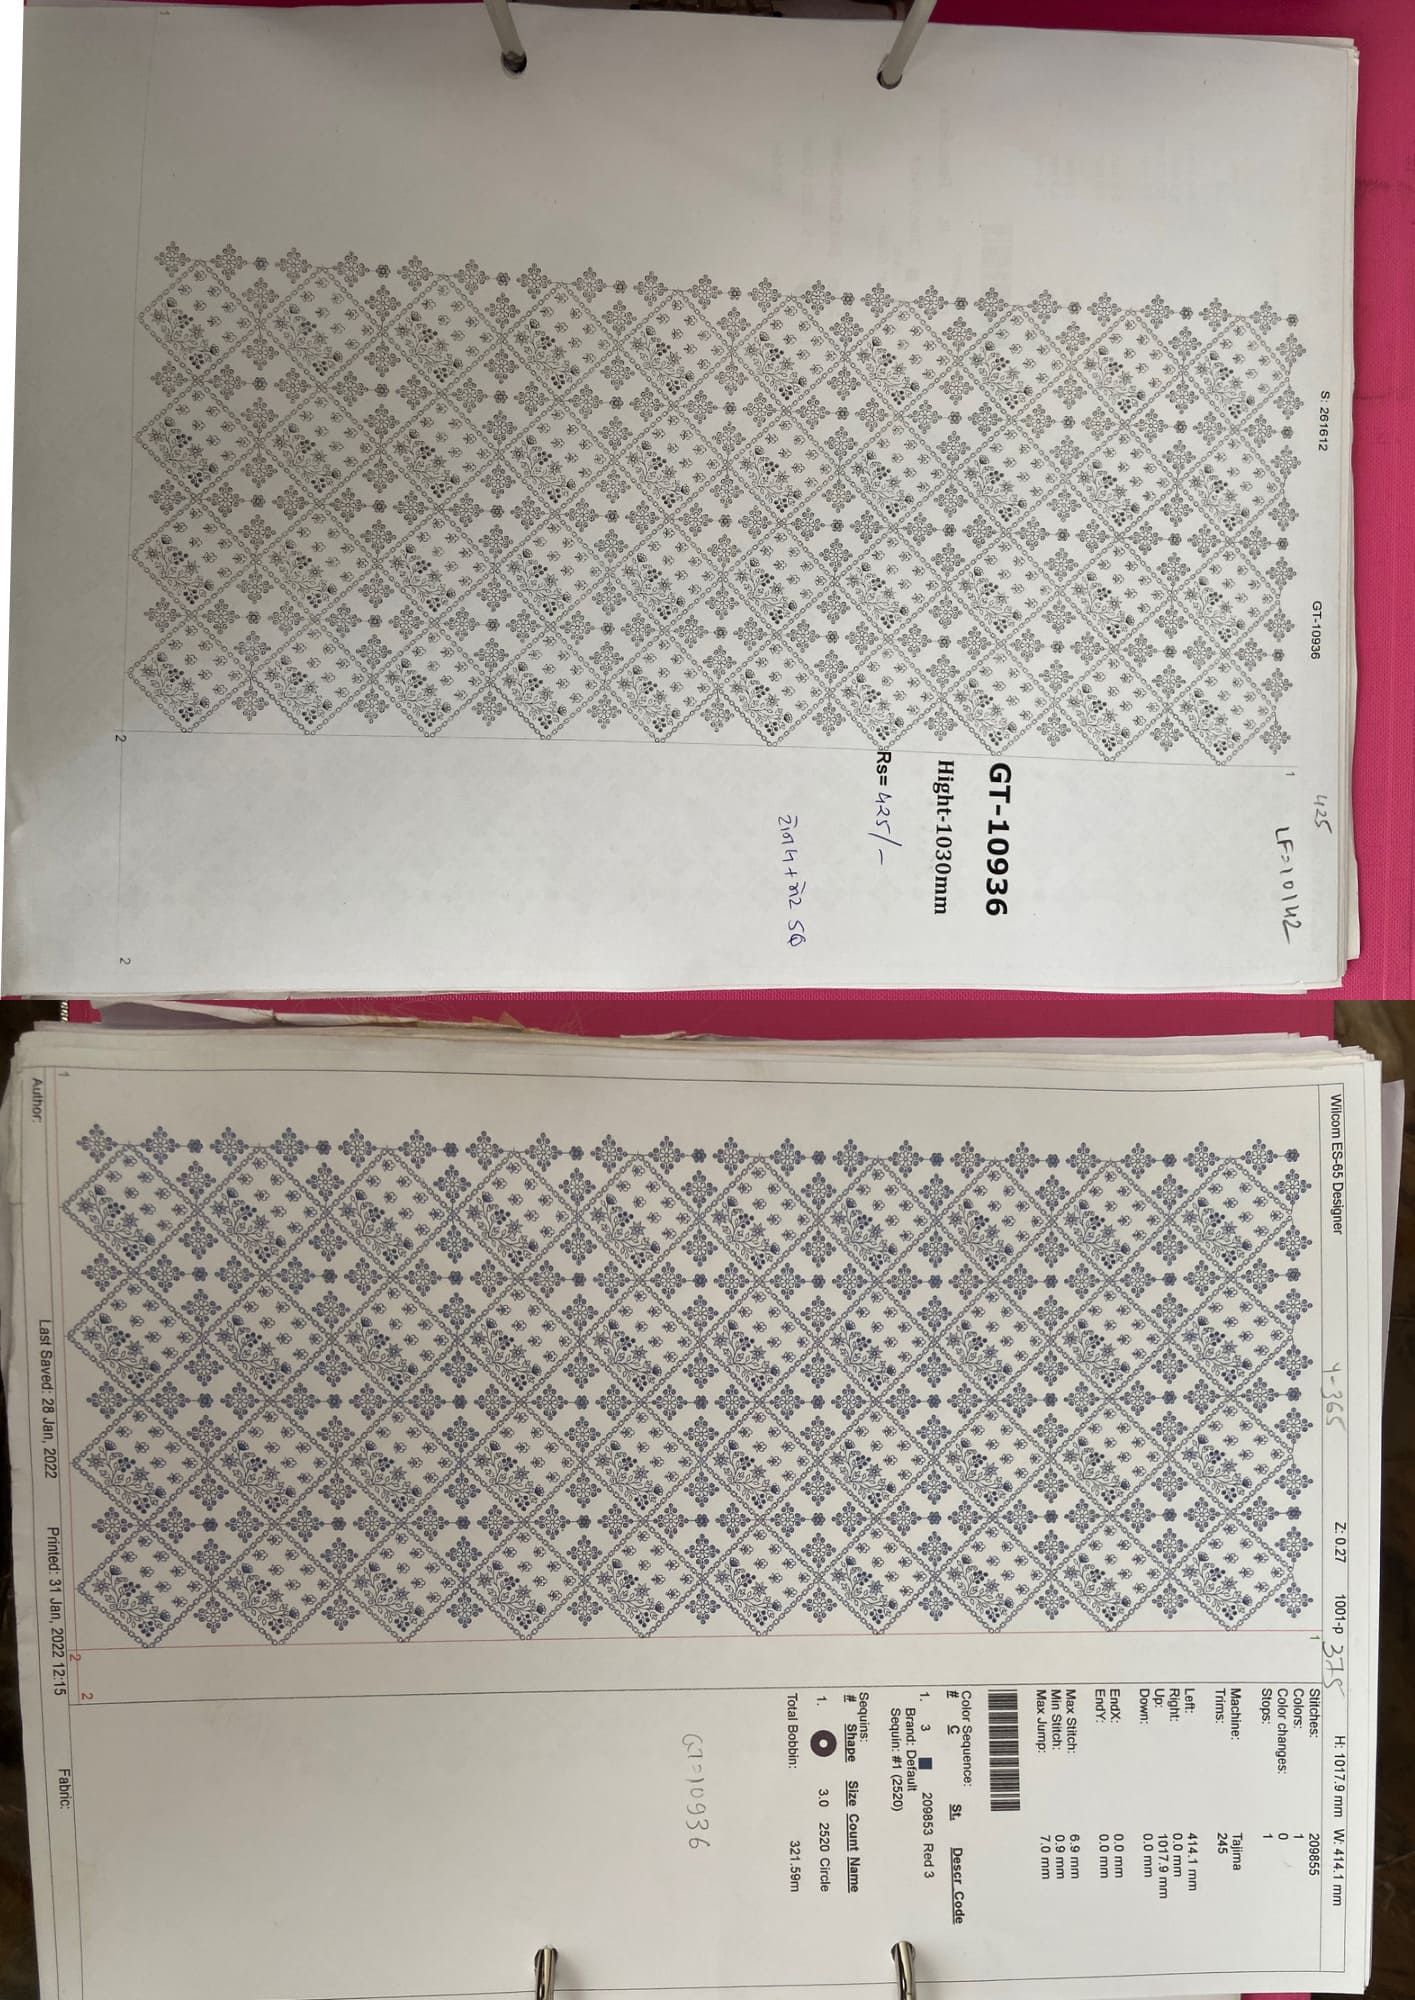 S: 261612
GT-10936
425
LF=10142
1
1
GT-10936
Hight-1030mm
Rs= 425/-
2
2
Wilcom ES-65 Designer
Y-365
Z: 0.27
1001-p
375
H: 1017.9 mm W: 414.1 mm
Stitches: 209855
Colors: 1
Color changes: 0
Stops: 1
Machine: Tajima
Trims: 245
Left: 414.1 mm
Right: 0.0 mm
Up: 1017.9 mm
Down: 0.0 mm
EndX: 0.0 mm
EndY: 0.0 mm
Max Stitch: 6.9 mm
Min Stitch: 0.9 mm
Max Jump: 7.0 mm
Color Sequence:
# C St. Descr Code
1. 3 209853 Red 3
Brand: Default
Sequin: #1 (2520)
Sequins:
# Shape Size Count Name
1. 3.0 2520 Circle
Total Bobbin: 321.59m
GT=10936
1
1
2
2
Author:
Last Saved: 28 Jan, 2022
Printed: 31 Jan, 2022 12:15
Fabric: